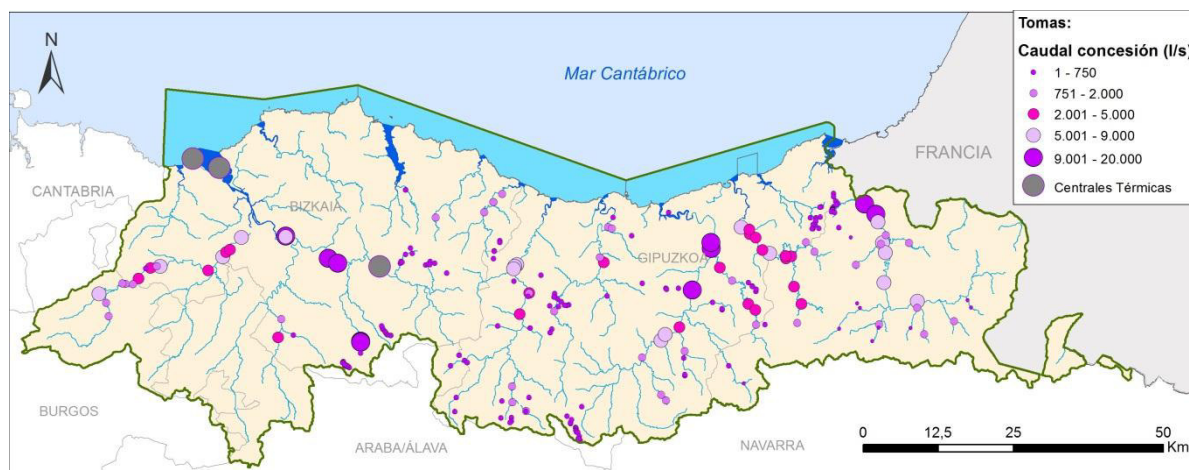 N
Mar Cantábrico
FRANCIA
CANTABRIA
BIZKAIA
GIPUZKOA
BURGOS
ARABA/ÁLAVA
NAVARRA
Tomas:
Caudal concesión (l/s)
1 - 750
751 - 2.000
2.001 - 5.000
5.001 - 9.000
9.001 - 20.000
Centrales Térmicas
0 12,5 25 50
Km